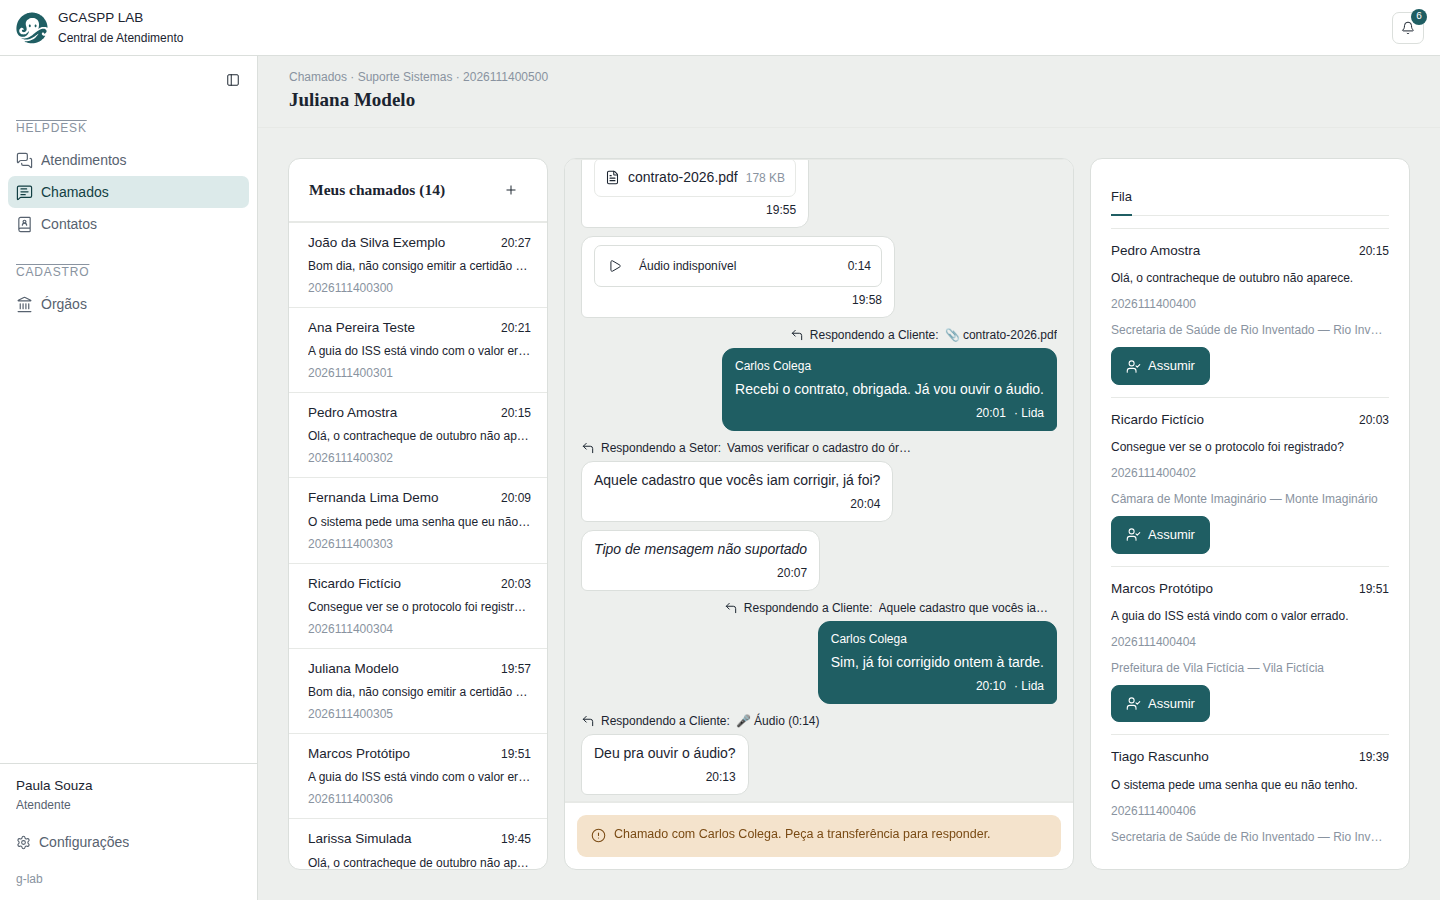 GCASPP LAB
Central de Atendimento
6
HELPDESK
Atendimentos
Chamados
Contatos
CADASTRO
Órgãos
Paula Souza
Atendente
Configurações
g-lab
Chamados · Suporte Sistemas · 2026111400500
Juliana Modelo
Meus chamados (14)
João da Silva Exemplo 20:27
Bom dia, não consigo emitir a certidão …
2026111400300
Ana Pereira Teste 20:21
A guia do ISS está vindo com o valor er…
2026111400301
Pedro Amostra 20:15
Olá, o contracheque de outubro não ap…
2026111400302
Fernanda Lima Demo 20:09
O sistema pede uma senha que eu não…
2026111400303
Ricardo Fictício 20:03
Consegue ver se o protocolo foi registr…
2026111400304
Juliana Modelo 19:57
Bom dia, não consigo emitir a certidão …
2026111400305
Marcos Protótipo 19:51
A guia do ISS está vindo com o valor er…
2026111400306
Larissa Simulada 19:45
Olá, o contracheque de outubro não ap…
contrato-2026.pdf 178 KB
19:55
Áudio indisponível 0:14
19:58
Respondendo a Cliente: 📎 contrato-2026.pdf
Carlos Colega
Recebi o contrato, obrigada. Já vou ouvir o áudio.
20:01 · Lida
Respondendo a Setor: Vamos verificar o cadastro do ór…
Aquele cadastro que vocês iam corrigir, já foi?
20:04
Tipo de mensagem não suportado
20:07
Respondendo a Cliente: Aquele cadastro que vocês ia…
Carlos Colega
Sim, já foi corrigido ontem à tarde.
20:10 · Lida
Respondendo a Cliente: 🎤 Áudio (0:14)
Deu pra ouvir o áudio?
20:13
Chamado com Carlos Colega. Peça a transferência para responder.
Fila
Pedro Amostra 20:15
Olá, o contracheque de outubro não aparece.
2026111400400
Secretaria de Saúde de Rio Inventado — Rio Inv…
Assumir
Ricardo Fictício 20:03
Consegue ver se o protocolo foi registrado?
2026111400402
Câmara de Monte Imaginário — Monte Imaginário
Assumir
Marcos Protótipo 19:51
A guia do ISS está vindo com o valor errado.
2026111400404
Prefeitura de Vila Fictícia — Vila Fictícia
Assumir
Tiago Rascunho 19:39
O sistema pede uma senha que eu não tenho.
2026111400406
Secretaria de Saúde de Rio Inventado — Rio Inv…